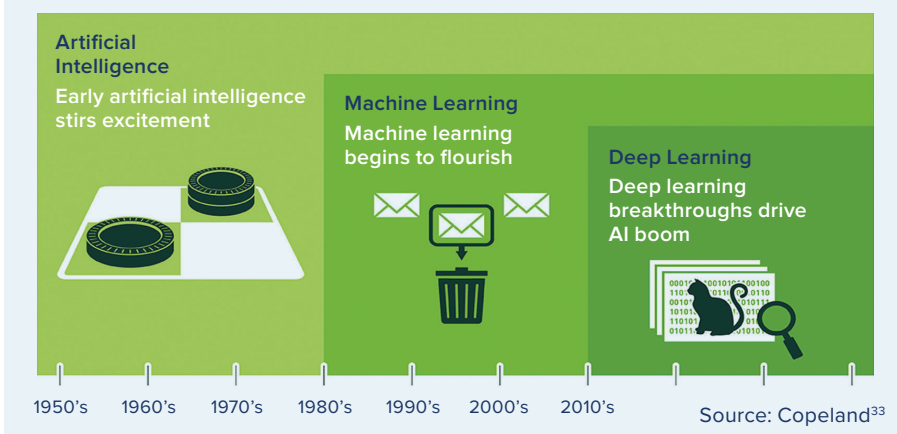 Artificial
Intelligence
Early artificial intelligence
stirs excitement
Machine Learning
Machine learning
begins to flourish
Deep Learning
Deep learning
breakthroughs drive
AI boom
1950's 1960's 1970's 1980's 1990's 2000's 2010's
Source: Copeland³³